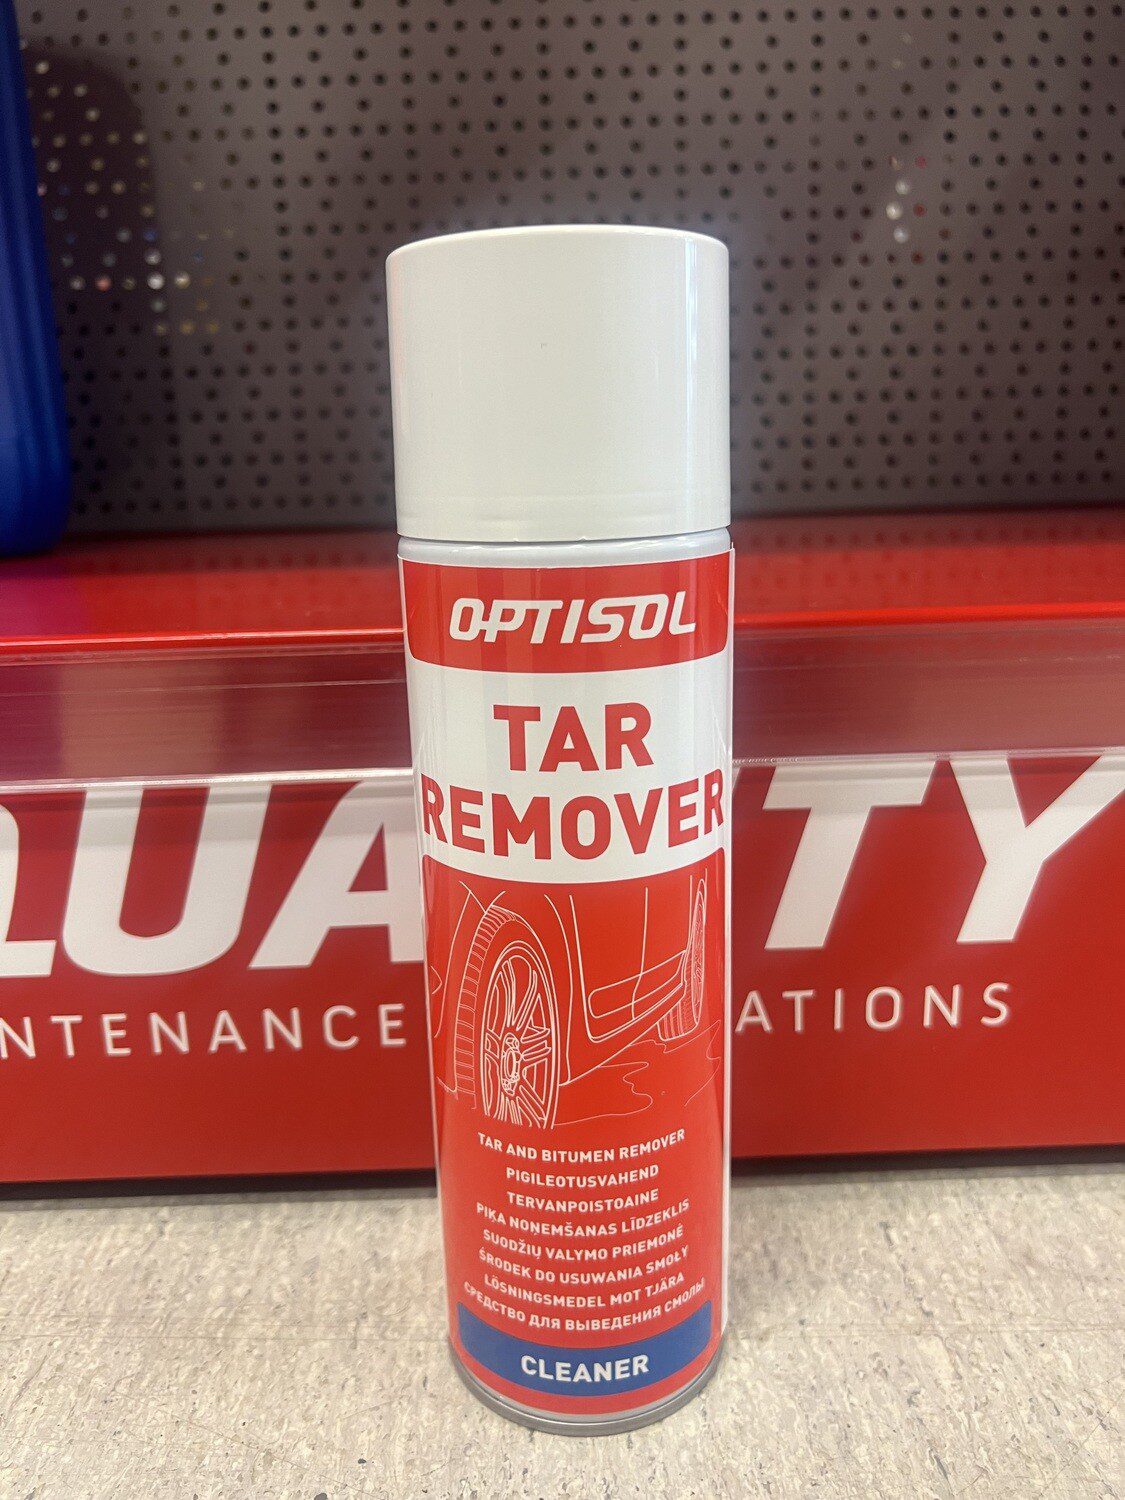 OPTISOL
TAR
REMOVER
QUA TY
NTENANCE ATIONS
TAR AND BITUMEN REMOVER
PIGILEOTUSVAHEND
TERVANPOISTOAINE
PIĶA NOŅEMŠANAS LĪDZEKLIS
SUODŽIŲ VALYMO PRIEMONĖ
ŚRODEK DO USUWANIA SMOŁY
LÖSNINGSMEDEL MOT TJÄRA
СРЕДСТВО ДЛЯ ВЫВЕДЕНИЯ СМОЛЫ
CLEANER